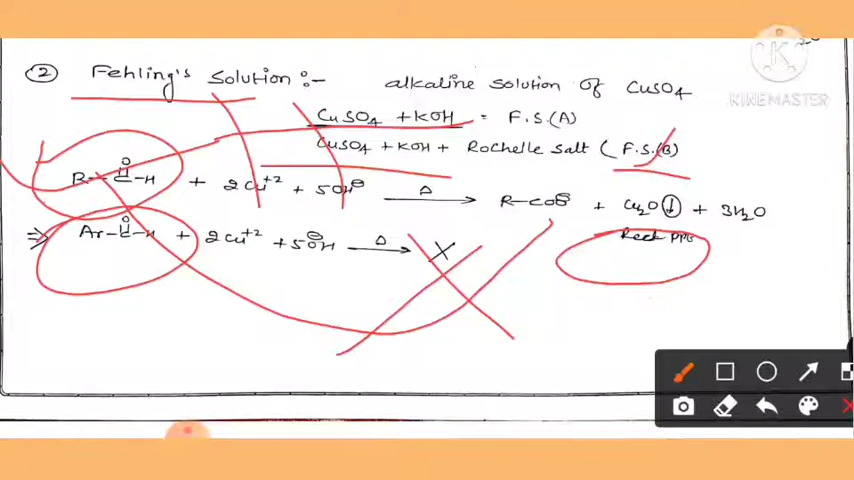 ② Fehling's Solution :- alkaline solution of CuSO₄
CuSO₄ + KOH = F.S.(A)
CuSO₄ + KOH + Rochelle salt ( F.S.(B)
R-C-H + 2Cu⁺² + 5OH⊖ Δ→ R-COO⊖ + Cu₂O↓ + 3H₂O
O
Red PPt
⇒ Ar-C-H + 2Cu⁺² + 5OH⊖ Δ→ X
O
KINEMASTER